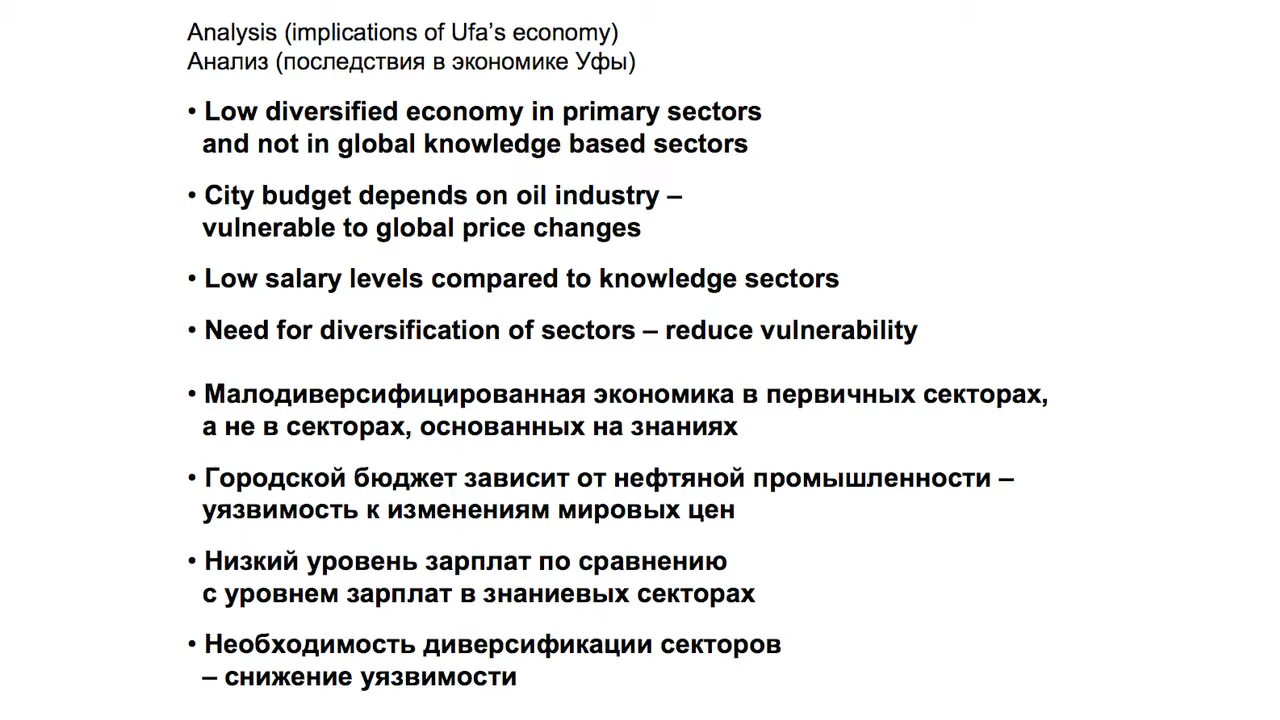 Analysis (implications of Ufa’s economy)
Анализ (последствия в экономике Уфы)
• Low diversified economy in primary sectors
and not in global knowledge based sectors
• City budget depends on oil industry –
vulnerable to global price changes
• Low salary levels compared to knowledge sectors
• Need for diversification of sectors – reduce vulnerability
• Малодиверсифицированная экономика в первичных секторах,
а не в секторах, основанных на знаниях
• Городской бюджет зависит от нефтяной промышленности –
уязвимость к изменениям мировых цен
• Низкий уровень зарплат по сравнению
с уровнем зарплат в знаниевых секторах
• Необходимость диверсификации секторов
– снижение уязвимости